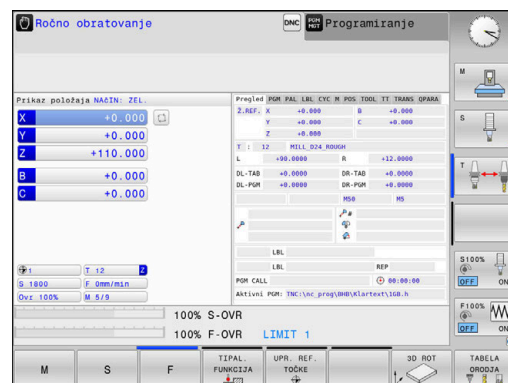 Ročno obratovanje
DNC
PGM MGT
Programiranje
Prikaz položaja NAčIN: ŽEL.
X +0.000
Y +0.000
Z +110.000
B +0.000
C +0.000
1 T 12 Z
S 1800 F 0mm/min
Ovr 100% M 5/9
Pregled PGM PAL LBL CYC M POS TOOL TT TRANS QPARA
Ž.REF. X +0.000 B +0.000
Y +0.000 C +0.000
Z +0.000
T : 12 MILL_D24_ROUGH
L +90.0000 R +12.0000
DL-TAB +0.0000 DR-TAB +0.0000
DL-PGM +0.0000 DR-PGM +0.0000
M50 M5
LBL
LBL REP
PGM CALL 00:00:00
Aktivni PGM: TNC:\nc_prog\BHB\Klartext\1GB.h
100% S-OVR
100% F-OVR LIMIT 1
M
S
F
TIPAL. FUNKCIJA
UPR. REF. TOČKE
3D ROT
TABELA ORODJA
M
S
T
S100%
OFF ON
F100%
OFF ON